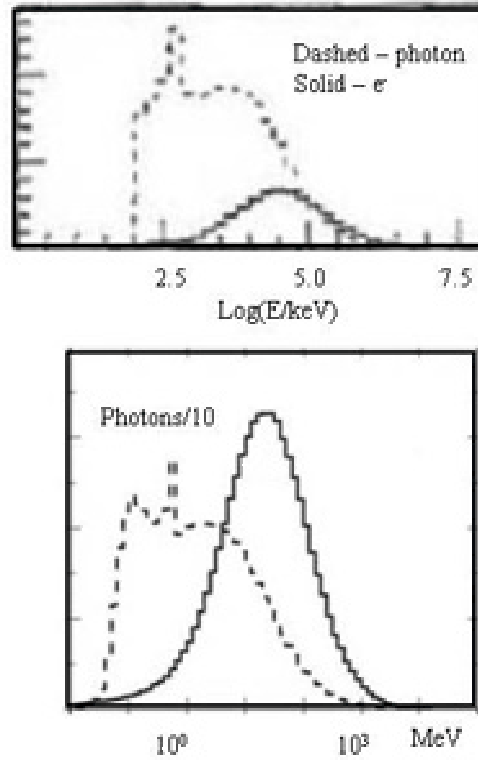 Dashed – photon
Solid – e⁻
2.5 5.0 7.5
Log(E/keV)
Photons/10
10⁰ 10³ MeV